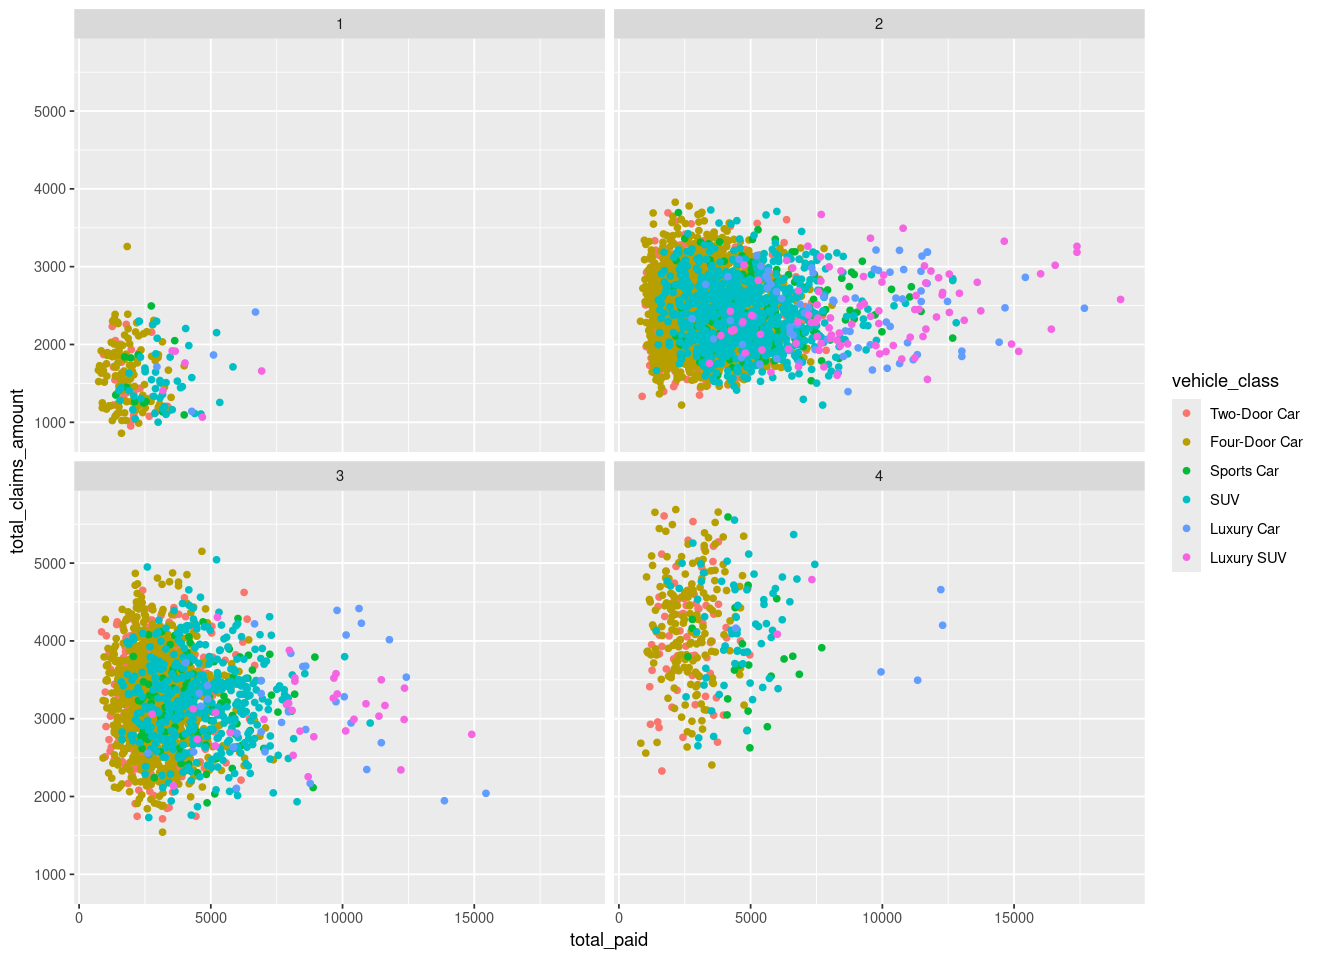 1
2
5000
4000
3000
2000
1000
3
4
5000
4000
3000
2000
1000
0
5000
10000
15000
0
5000
10000
15000
total_paid
total_claims_amount
vehicle_class
Two-Door Car
Four-Door Car
Sports Car
SUV
Luxury Car
Luxury SUV